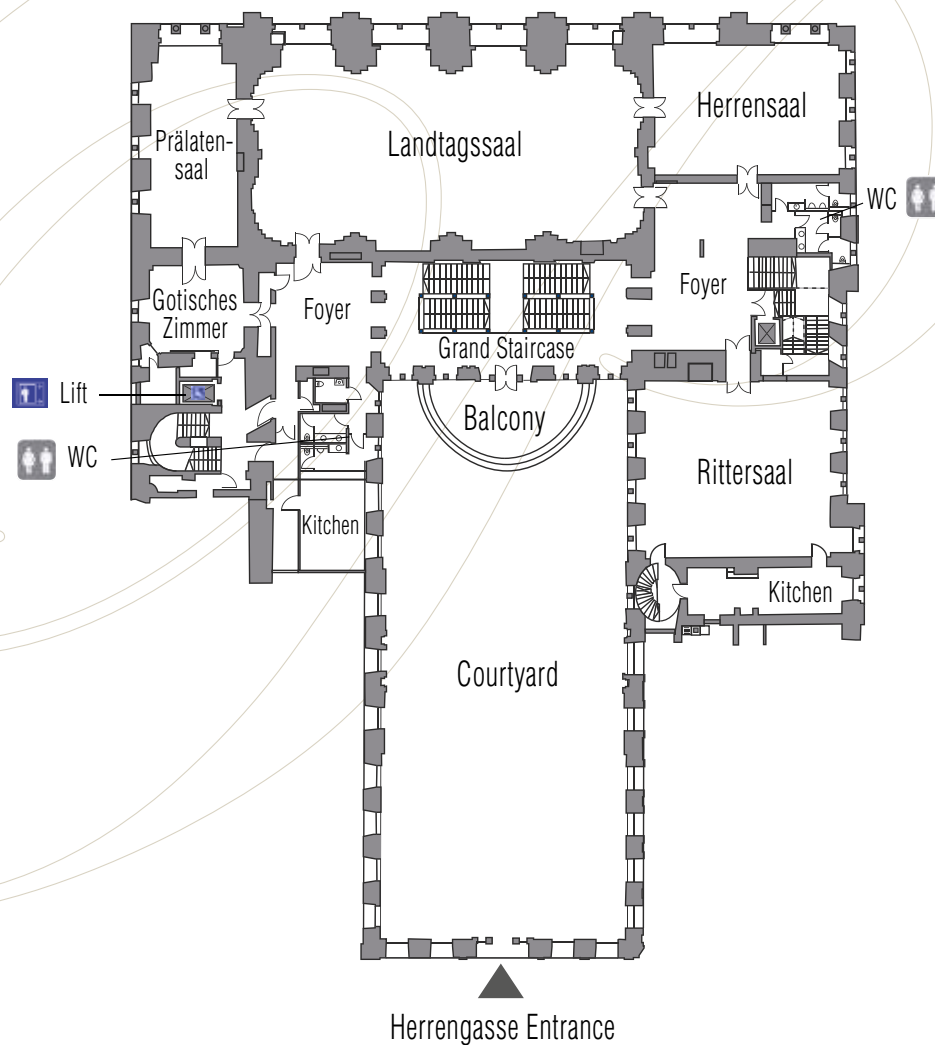 Herrensaal
Landtagssaal
Prälaten-
saal
WC
Gotisches
Zimmer
Foyer
Foyer
Grand Staircase
Lift
Balcony
WC
Rittersaal
Kitchen
Kitchen
Courtyard
Herrengasse Entrance